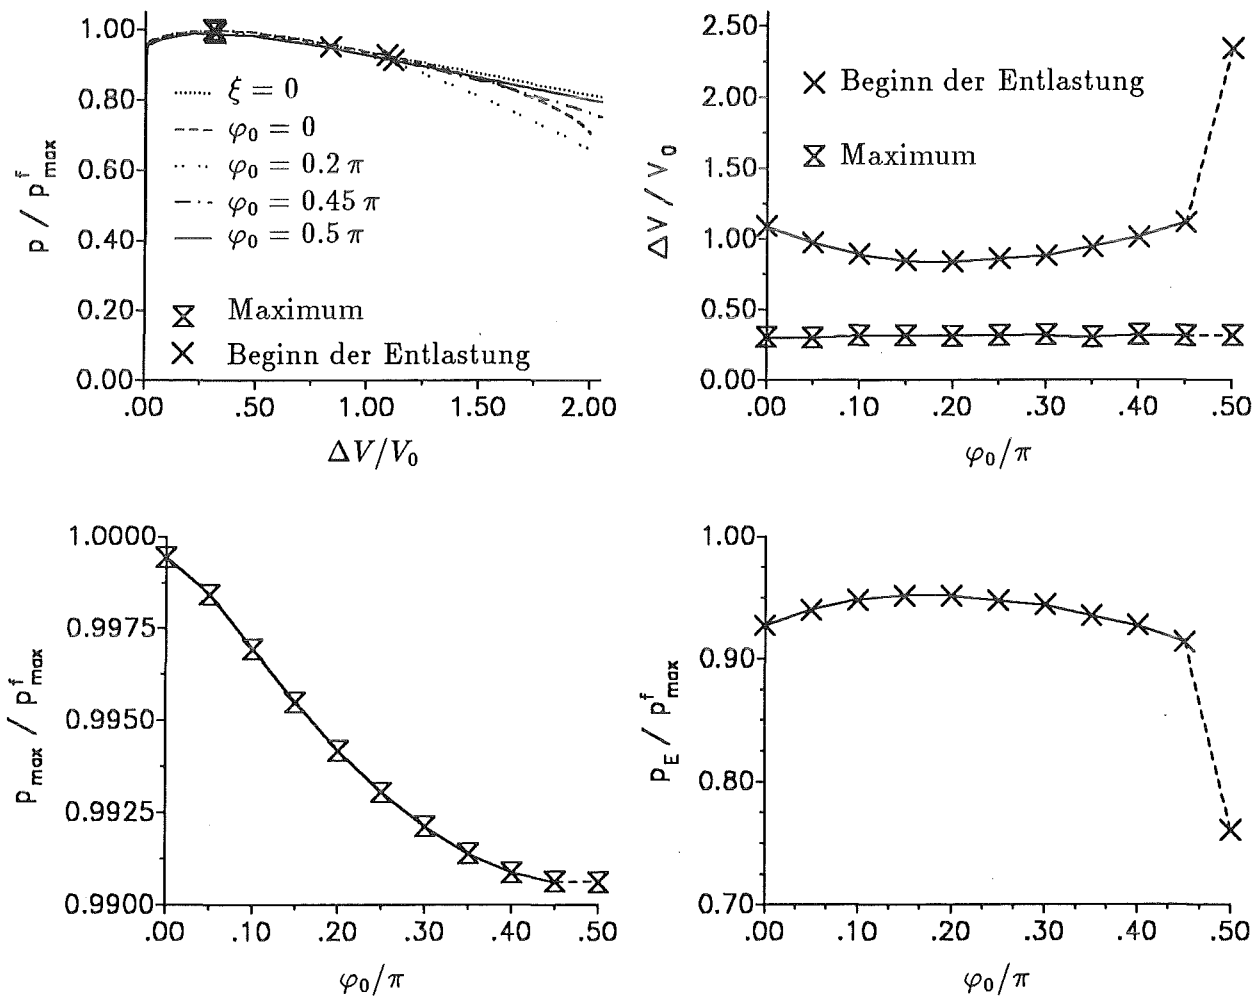 1.00
0.80
0.60
0.40
0.20
0.00
p / p^f_max
ξ = 0
φ₀ = 0
φ₀ = 0.2 π
φ₀ = 0.45 π
φ₀ = 0.5 π
Maximum
Beginn der Entlastung
.00 .50 1.00 1.50 2.00
ΔV/V₀
2.50
2.00
1.50
1.00
0.50
0.00
ΔV / V₀
Beginn der Entlastung
Maximum
.00 .10 .20 .30 .40 .50
φ₀/π
1.0000
0.9975
0.9950
0.9925
0.9900
p_max / p^f_max
.00 .10 .20 .30 .40 .50
φ₀/π
1.00
0.90
0.80
0.70
p_E / p^f_max
.00 .10 .20 .30 .40 .50
φ₀/π